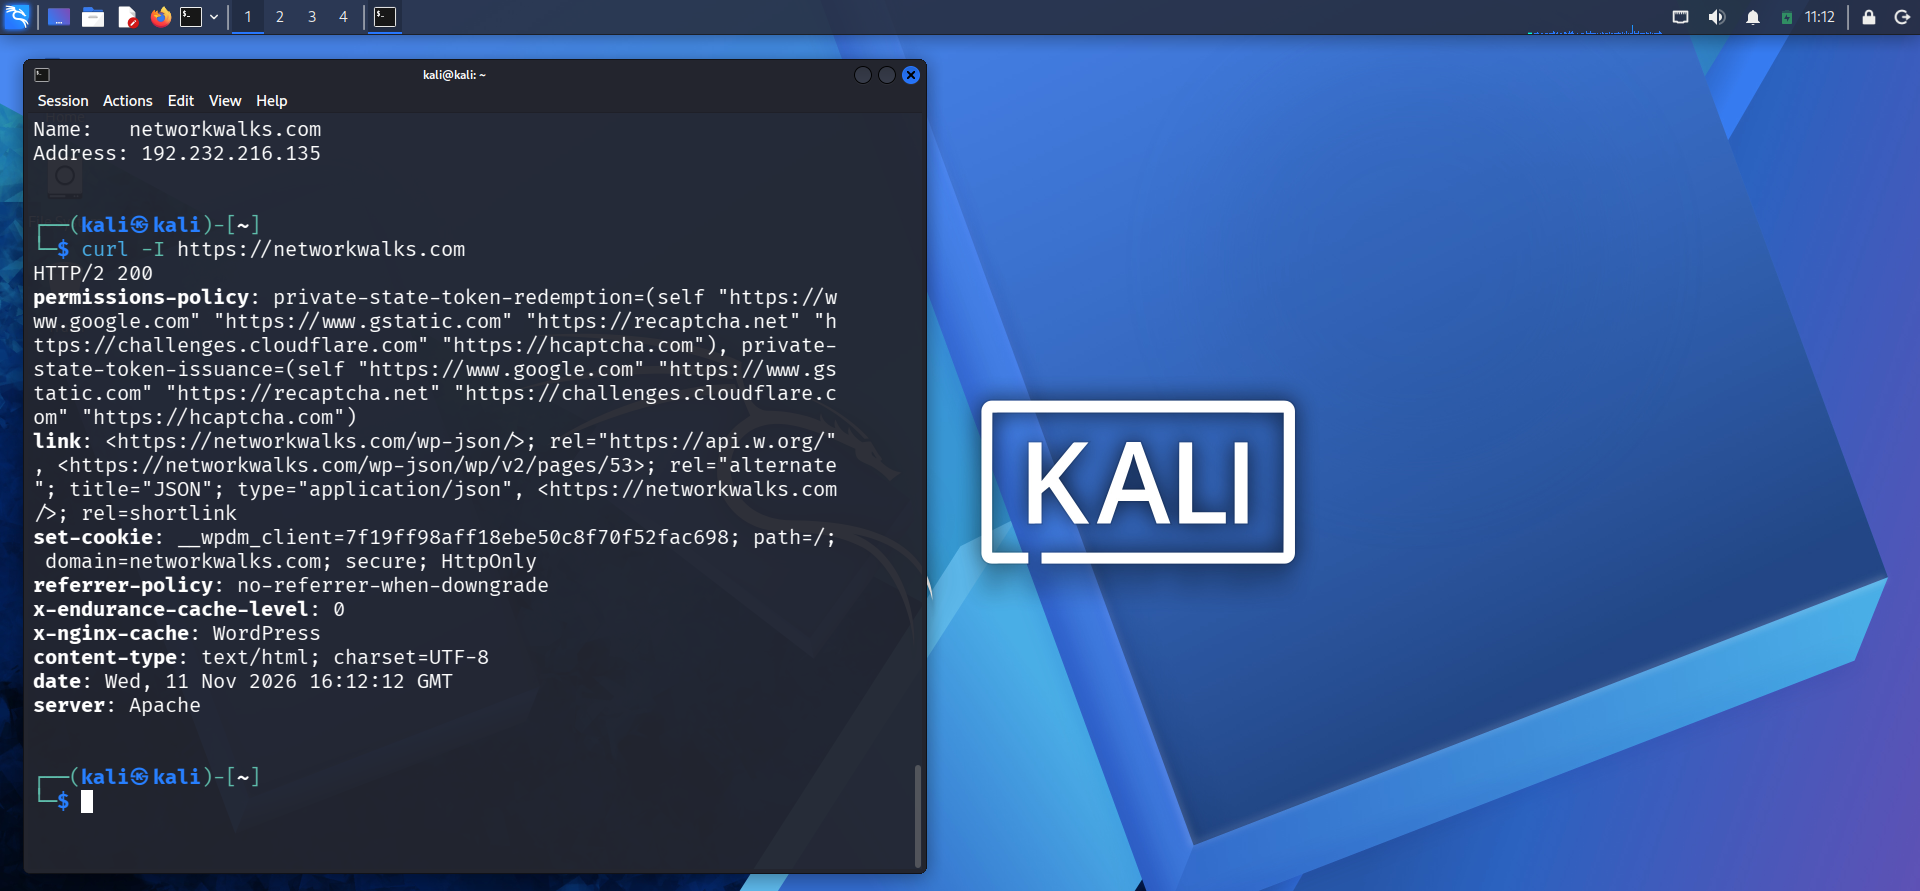 1 2 3 4
11:12
kali@kali: ~
Session Actions Edit View Help
Name:   networkwalks.com
Address: 192.232.216.135
┌──(kali㉿kali)-[~]
└─$ curl -I https://networkwalks.com
HTTP/2 200
permissions-policy: private-state-token-redemption=(self "https://w
ww.google.com" "https://www.gstatic.com" "https://recaptcha.net" "h
ttps://challenges.cloudflare.com" "https://hcaptcha.com"), private-
state-token-issuance=(self "https://www.google.com" "https://www.gs
tatic.com" "https://recaptcha.net" "https://challenges.cloudflare.c
om" "https://hcaptcha.com")
link: <https://networkwalks.com/wp-json/>; rel="https://api.w.org/"
, <https://networkwalks.com/wp-json/wp/v2/pages/53>; rel="alternate
"; title="JSON"; type="application/json", <https://networkwalks.com
/>; rel=shortlink
set-cookie: __wpdm_client=7f19ff98aff18ebe50c8f70f52fac698; path=/;
 domain=networkwalks.com; secure; HttpOnly
referrer-policy: no-referrer-when-downgrade
x-endurance-cache-level: 0
x-nginx-cache: WordPress
content-type: text/html; charset=UTF-8
date: Wed, 11 Nov 2026 16:12:12 GMT
server: Apache
┌──(kali㉿kali)-[~]
└─$
KALI